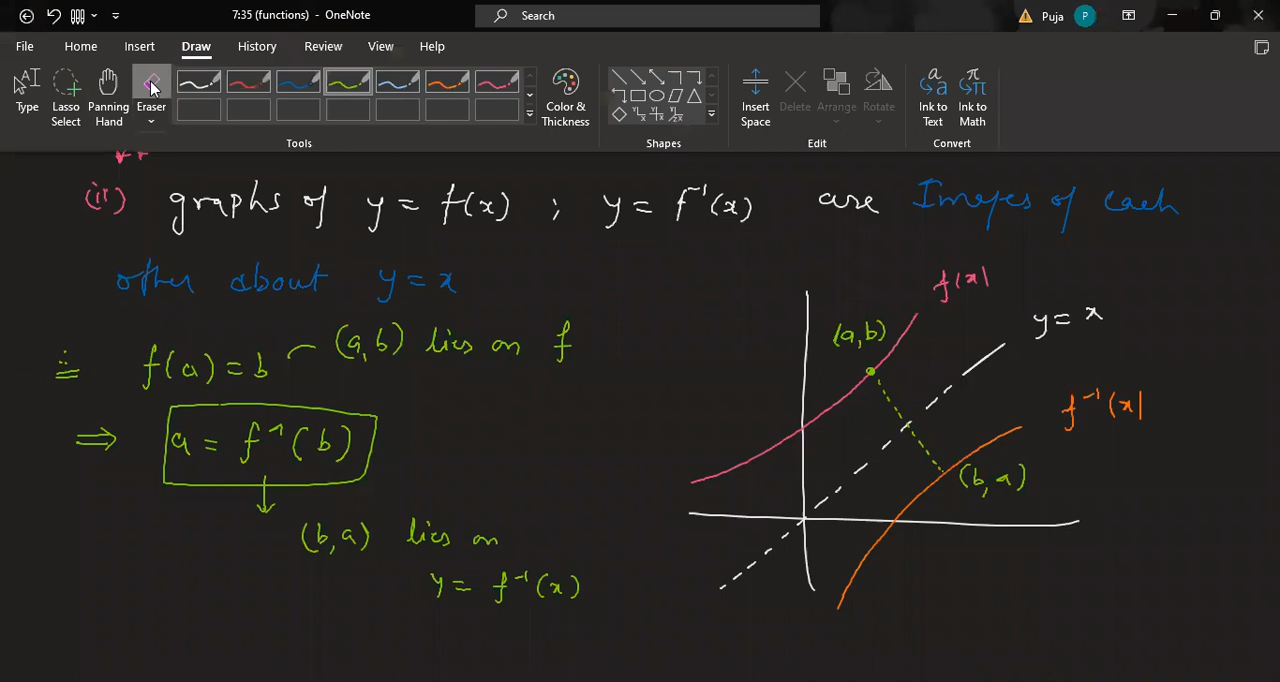 7:35 (functions) - OneNote
Search
Puja P
File Home Insert Draw History Review View Help
Type Lasso Select Panning Hand Eraser Color & Thickness Insert Space Delete Arrange Rotate Ink to Text Ink to Math
Tools Shapes Edit Convert
(ii) graphs of y = f(x) ; y = f⁻¹(x) are Images of each
other about y = x
∴ f(a) = b (a,b) lies on f
⇒ a = f⁻¹(b)
(b,a) lies on
y = f⁻¹(x)
f(x)
y = x
(a,b)
f⁻¹(x)
(b,a)